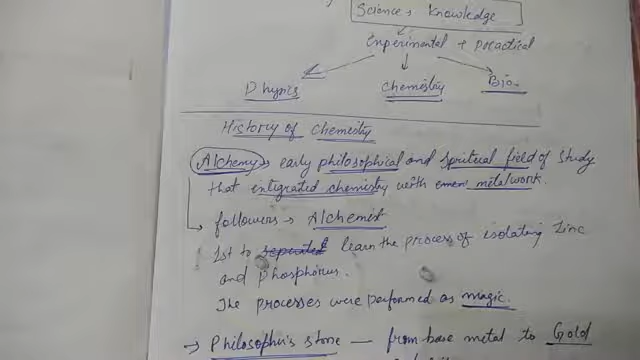 Science → Knowledge
Experimental + practical
Physics Chemistry Bio.
History of Chemistry
Alchemy → early philosophical and spritical field of study
that entigrated chemistry with metalwork.
followers → Alchemist
1st to learn the process of isolating Zinc
and phosphorus.
The processes were performed as magic.
→ Philosopher's stone — from base metal to Gold